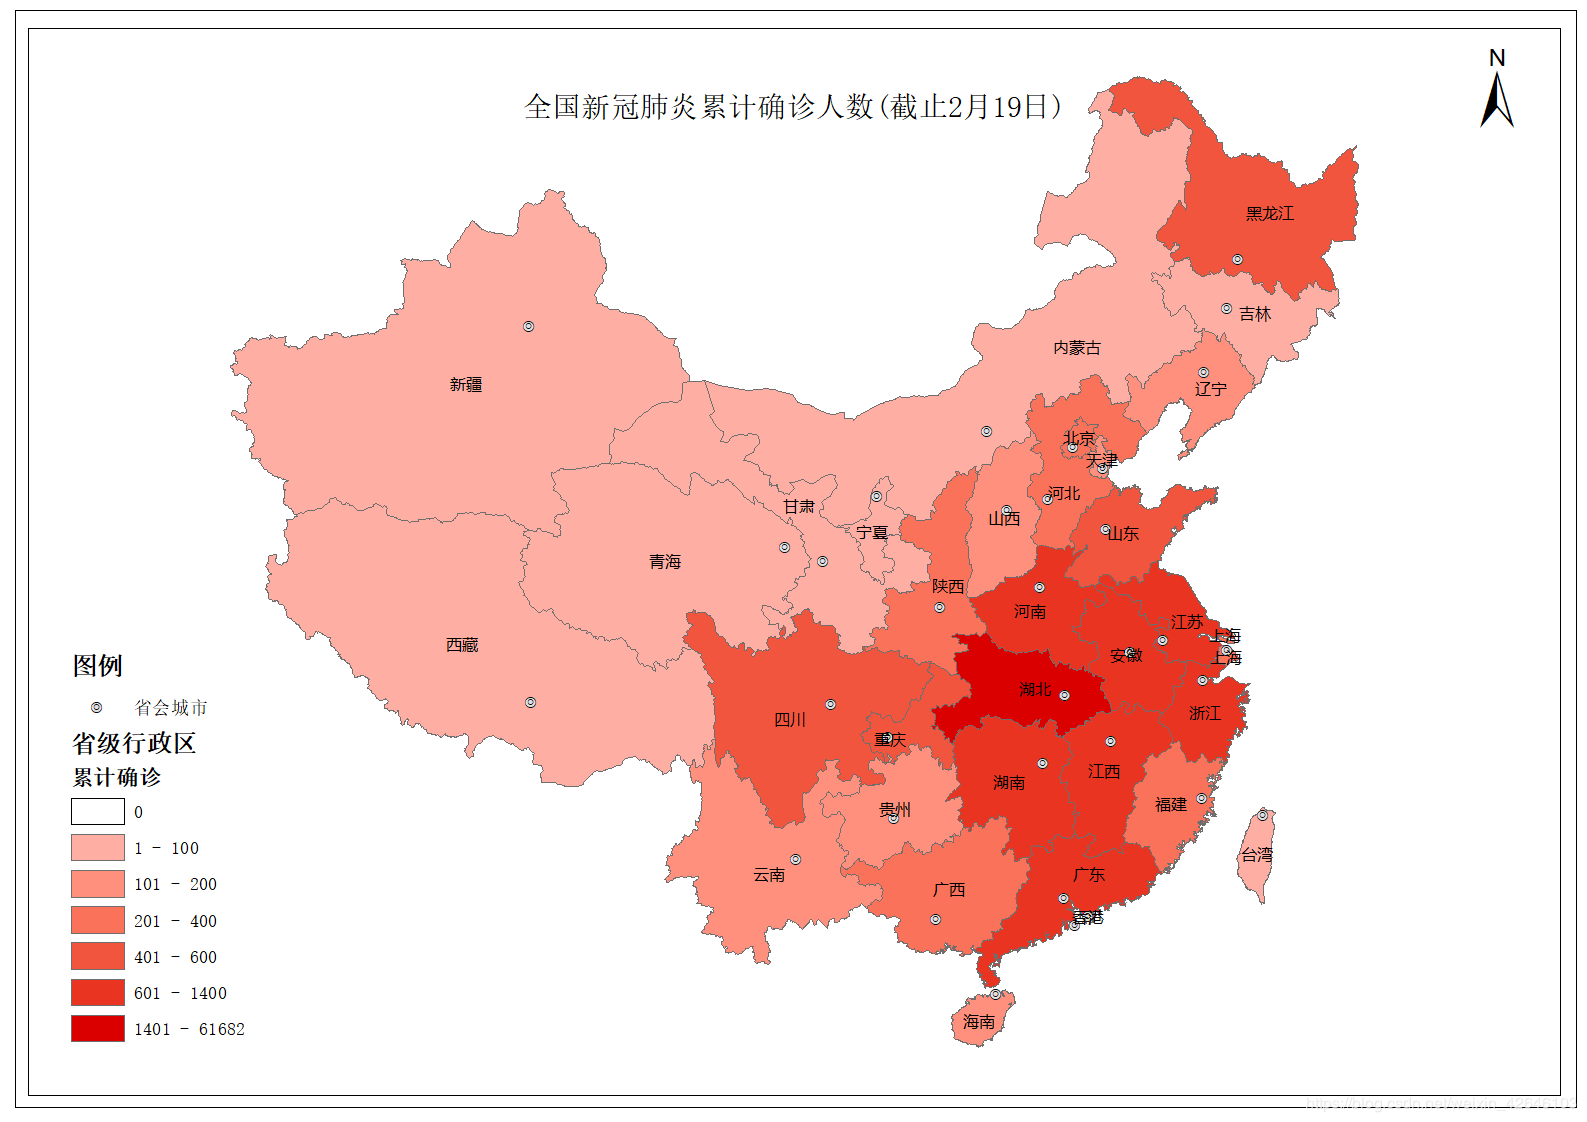 N
全国新冠肺炎累计确诊人数(截止2月19日)
黑龙江
吉林
内蒙古
辽宁
新疆
北京
天津
河北
甘肃
山西
宁夏
山东
青海
陕西
河南
江苏
上海
西藏
安徽
上海
湖北
浙江
四川
重庆
江西
湖南
福建
贵州
台湾
云南
广东
广西
香港
海南
图例
省会城市
省级行政区
累计确诊
0
1 - 100
101 - 200
201 - 400
401 - 600
601 - 1400
1401 - 61682